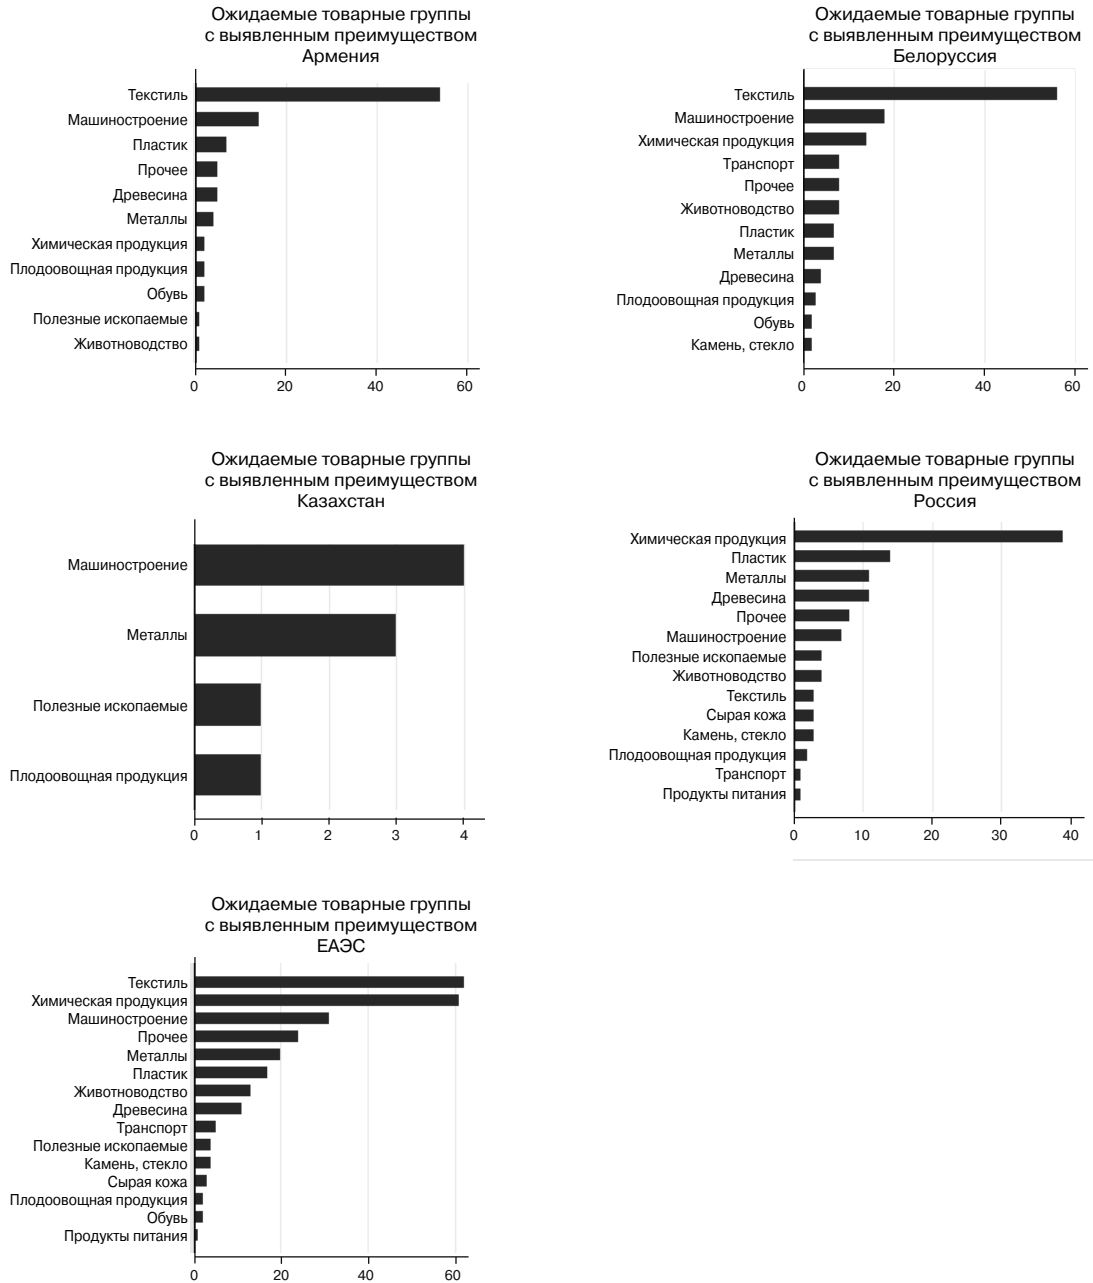 Ожидаемые товарные группы
с выявленным преимуществом
Армения
Текстиль
Машиностроение
Пластик
Прочее
Древесина
Металлы
Химическая продукция
Плодоовощная продукция
Обувь
Полезные ископаемые
Животноводство
0 20 40 60
Ожидаемые товарные группы
с выявленным преимуществом
Белоруссия
Текстиль
Машиностроение
Химическая продукция
Транспорт
Прочее
Животноводство
Пластик
Металлы
Древесина
Плодоовощная продукция
Обувь
Камень, стекло
0 20 40 60
Ожидаемые товарные группы
с выявленным преимуществом
Казахстан
Машиностроение
Металлы
Полезные ископаемые
Плодоовощная продукция
0 1 2 3 4
Ожидаемые товарные группы
с выявленным преимуществом
Россия
Химическая продукция
Пластик
Металлы
Древесина
Прочее
Машиностроение
Полезные ископаемые
Животноводство
Текстиль
Сырая кожа
Камень, стекло
Плодоовощная продукция
Транспорт
Продукты питания
0 10 20 30 40
Ожидаемые товарные группы
с выявленным преимуществом
ЕАЭС
Текстиль
Химическая продукция
Машиностроение
Прочее
Металлы
Пластик
Животноводство
Древесина
Транспорт
Полезные ископаемые
Камень, стекло
Сырая кожа
Плодоовощная продукция
Обувь
Продукты питания
0 20 40 60